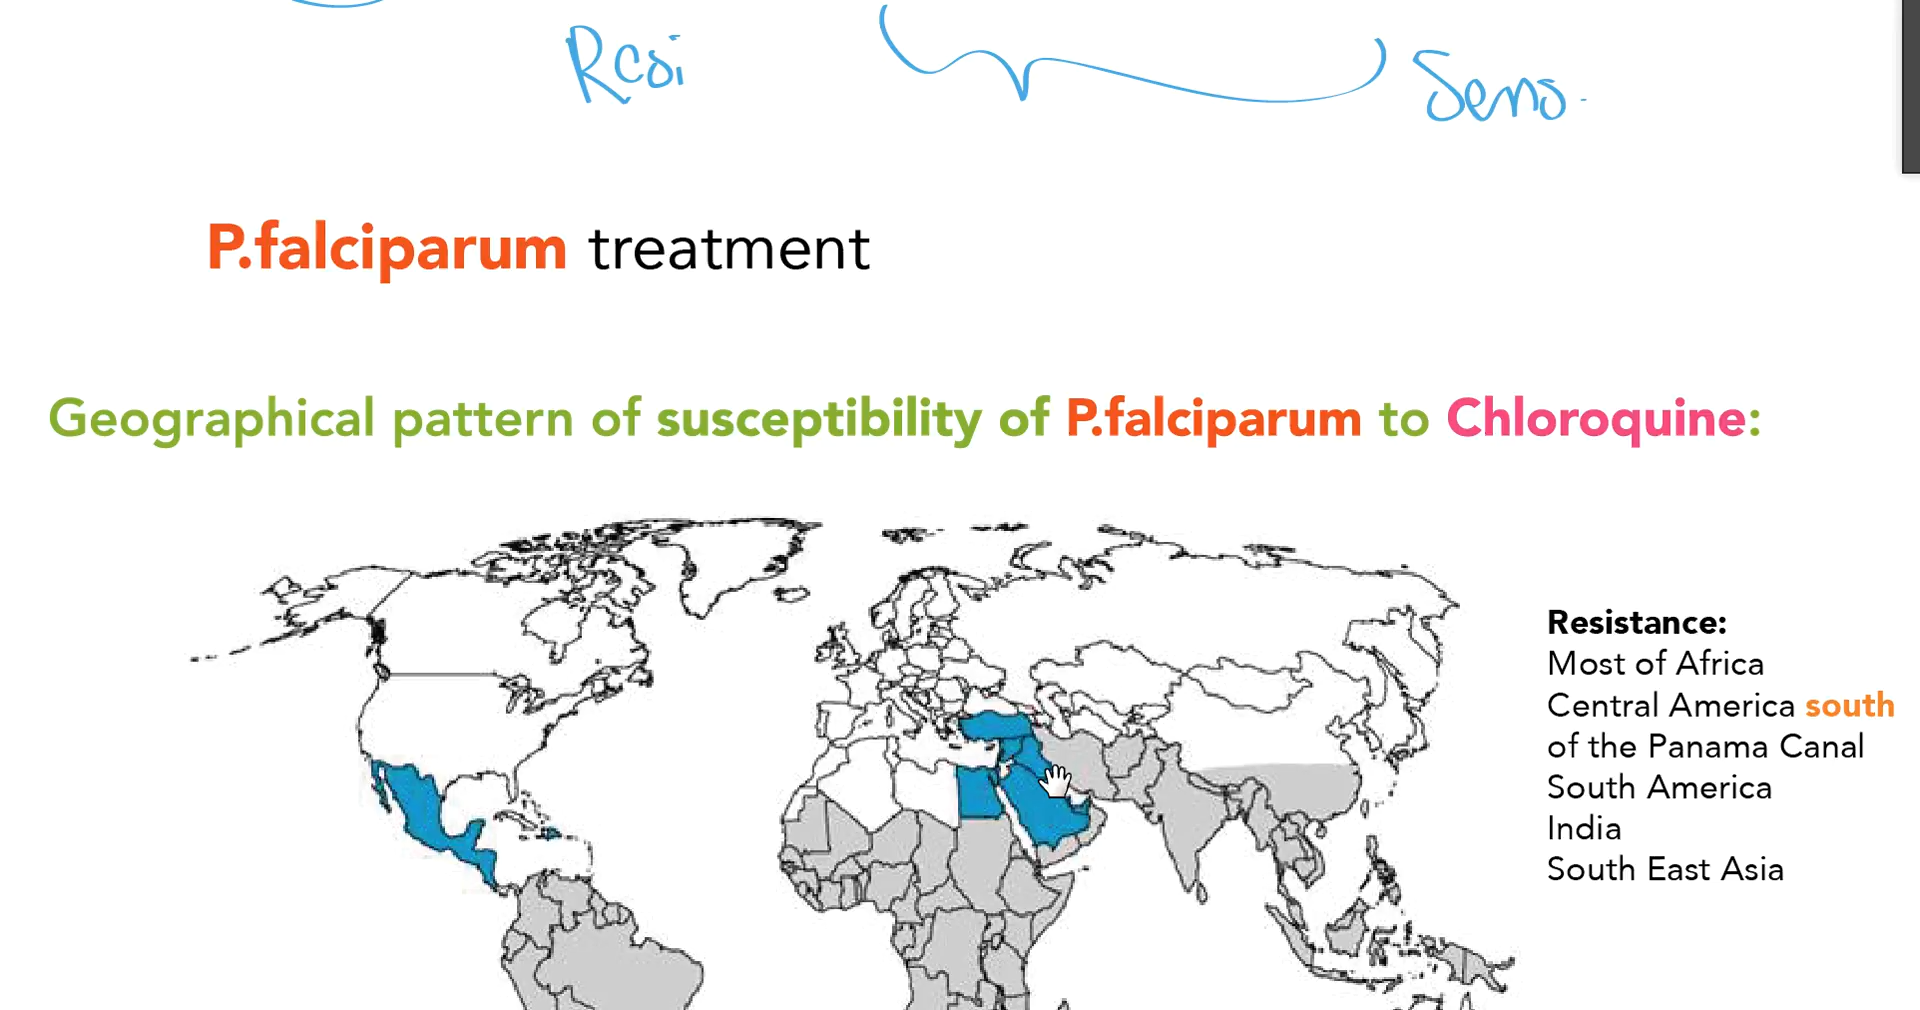 Resi
Sens.
P.falciparum treatment
Geographical pattern of susceptibility of P.falciparum to Chloroquine:
Resistance:
Most of Africa
Central America south
of the Panama Canal
South America
India
South East Asia